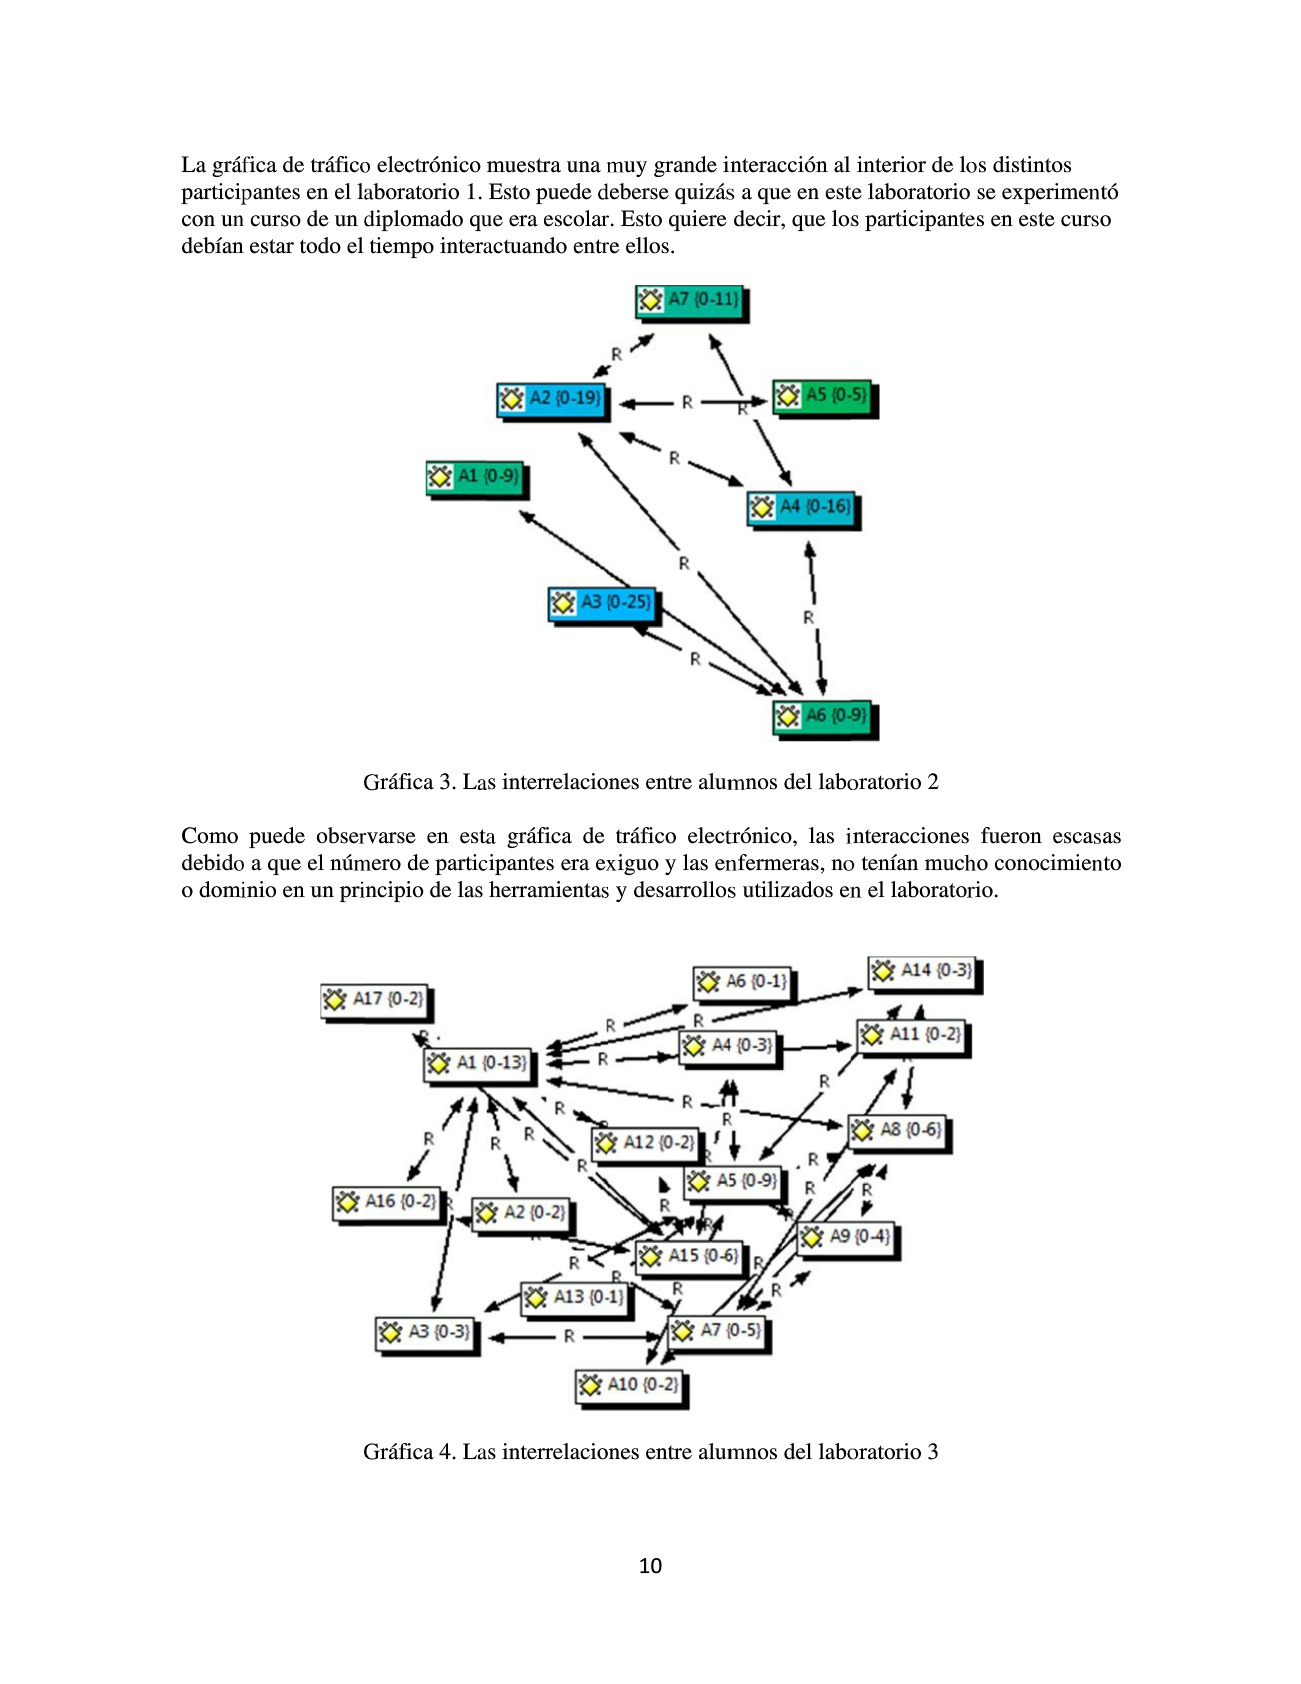 La gráfica de tráfico electrónico muestra una muy grande interacción al interior de los distintos
participantes en el laboratorio 1. Esto puede deberse quizás a que en este laboratorio se experimentó
con un curso de un diplomado que era escolar. Esto quiere decir, que los participantes en este curso
debían estar todo el tiempo interactuando entre ellos.
A7 {0-11}
R
A2 {0-19}
R
R
A5 {0-5}
R
A1 {0-9}
A4 {0-16}
R
A3 {0-25}
R
R
A6 {0-9}
Gráfica 3. Las interrelaciones entre alumnos del laboratorio 2
Como puede observarse en esta gráfica de tráfico electrónico, las interacciones fueron escasas
debido a que el número de participantes era exiguo y las enfermeras, no tenían mucho conocimiento
o dominio en un principio de las herramientas y desarrollos utilizados en el laboratorio.
A14 {0-3}
A6 {0-1}
A17 {0-2}
R
R
R
A11 {0-2}
A4 {0-3}
R
A1 {0-13}
R
R
R
R
A8 {0-6}
R
R
R
A12 {0-2}
R
R
R
R
A5 {0-9}
R
R
A16 {0-2}
R
A2 {0-2}
R
R
R
A9 {0-4}
R
A15 {0-6}
R
R
R
R
R
A13 {0-1}
A3 {0-3}
R
A7 {0-5}
A10 {0-2}
Gráfica 4. Las interrelaciones entre alumnos del laboratorio 3
10